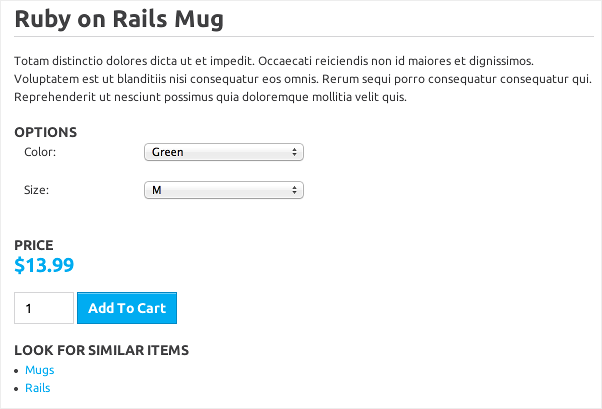 Ruby on Rails Mug
Totam distinctio dolores dicta ut et impedit. Occaecati reiciendis non id maiores et dignissimos.
Voluptatem est ut blanditiis nisi consequatur eos omnis. Rerum sequi porro consequatur consequatur qui.
Reprehenderit ut nesciunt possimus quia doloremque mollitia velit quis.
OPTIONS
Color: Green
Size: M
PRICE
$13.99
1 Add To Cart
LOOK FOR SIMILAR ITEMS
Mugs
Rails